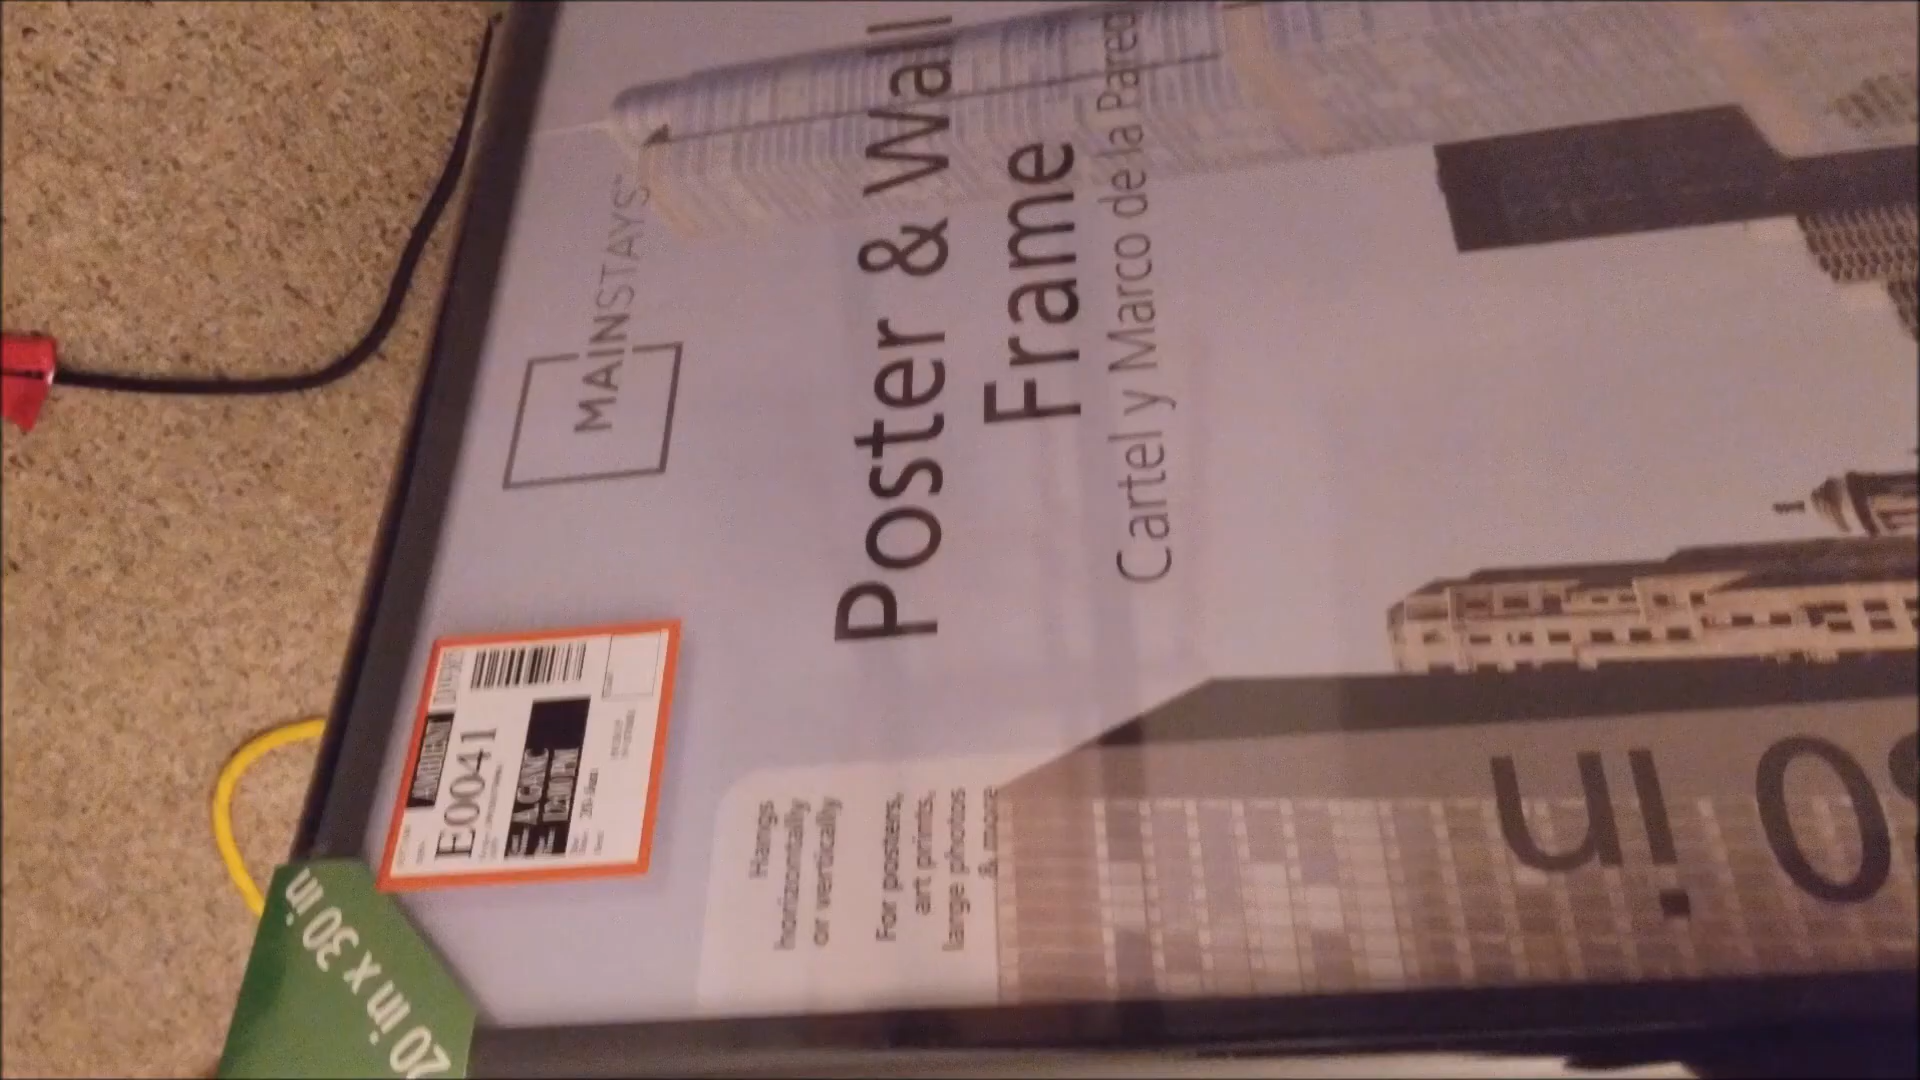 MAINSTAYS
Poster & Wall
Frame
Cartel y Marco de la Pared
AMBIENT
E0041
Hangs
horizontally
or vertically
For posters,
art prints,
large photos
& more
20 in x 30 in
0 in